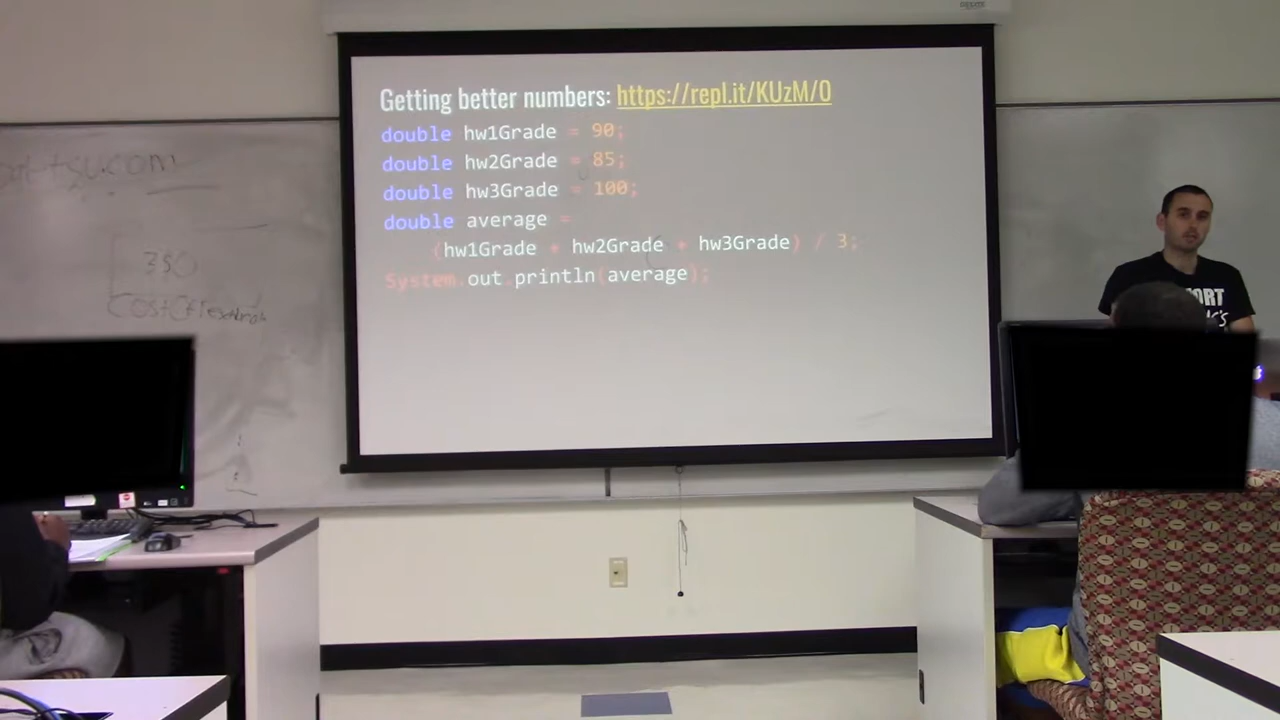 Getting better numbers: https://repl.it/KUzM/0
double hw1Grade = 90;
double hw2Grade = 85;
double hw3Grade = 100;
double average =
(hw1Grade + hw2Grade + hw3Grade) / 3;
System.out.println(average);
350